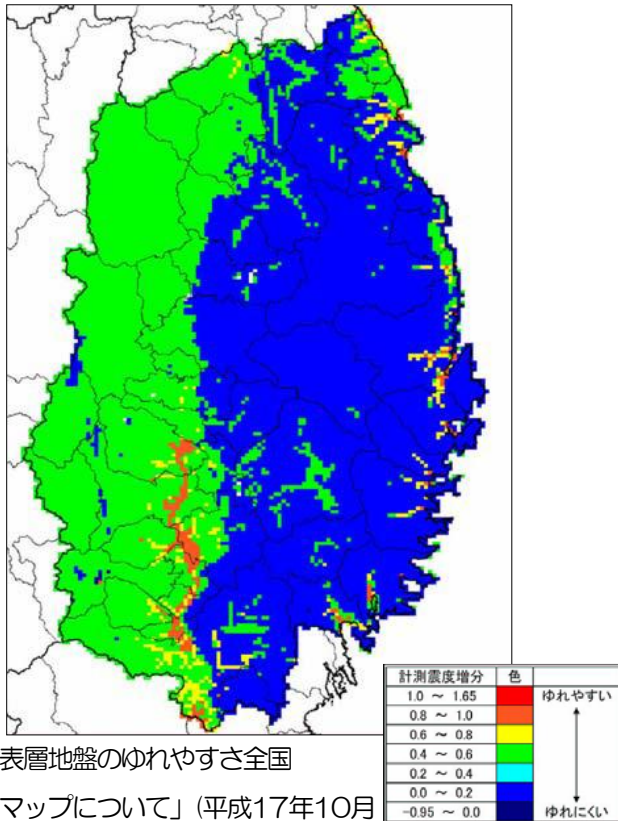 計測震度増分 色
1.0 ～ 1.65 ゆれやすい
0.8 ～ 1.0
0.6 ～ 0.8
0.4 ～ 0.6
0.2 ～ 0.4
0.0 ～ 0.2
-0.95 ～ 0.0 ゆれにくい
表層地盤のゆれやすさ全国
マップについて」（平成17年10月